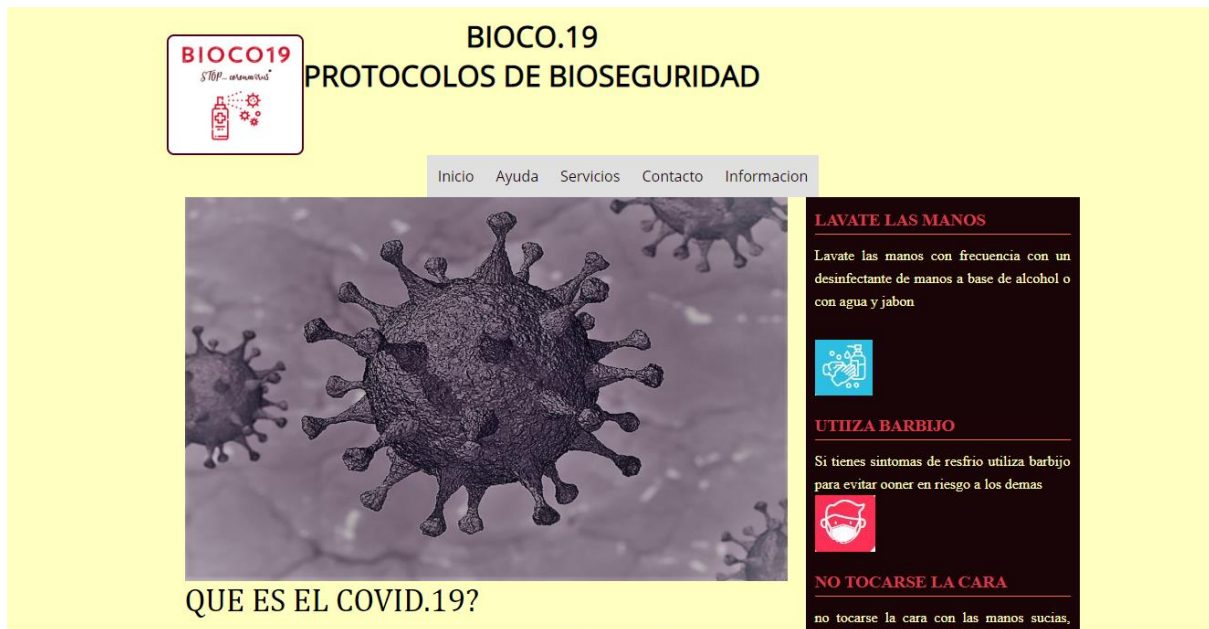 BIOCO19
STOP_ coronavirus
BIOCO.19
PROTOCOLOS DE BIOSEGURIDAD
Inicio Ayuda Servicios Contacto Informacion
QUE ES EL COVID.19?
LAVATE LAS MANOS
Lavate las manos con frecuencia con un
desinfectante de manos a base de alcohol o
con agua y jabon
UTIIZA BARBIJO
Si tienes sintomas de resfrio utiliza barbijo
para evitar ooner en riesgo a los demas
NO TOCARSE LA CARA
no tocarse la cara con las manos sucias,